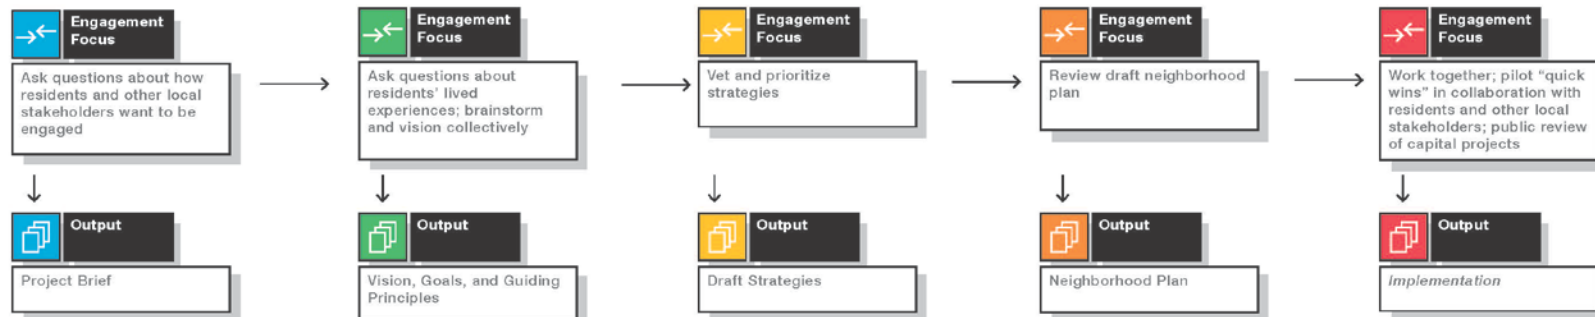 Engagement
Focus
Ask questions about how
residents and other local
stakeholders want to be
engaged
Output
Project Brief
Engagement
Focus
Ask questions about
residents' lived
experiences; brainstorm
and vision collectively
Output
Vision, Goals, and Guiding
Principles
Engagement
Focus
Vet and prioritize
strategies
Output
Draft Strategies
Engagement
Focus
Review draft neighborhood
plan
Output
Neighborhood Plan
Engagement
Focus
Work together; pilot “quick
wins” in collaboration with
residents and other local
stakeholders; public review
of capital projects
Output
Implementation